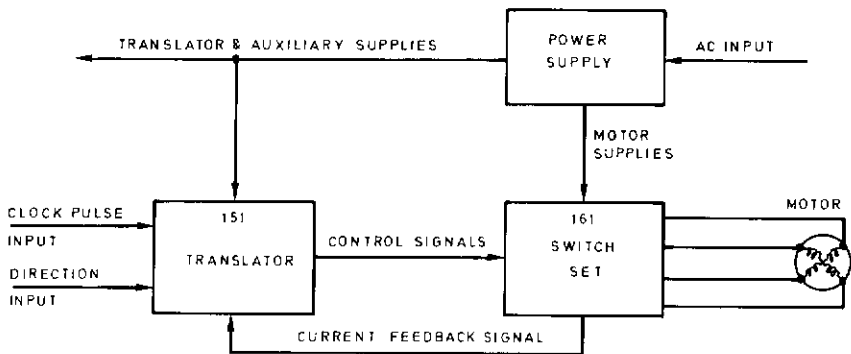 TRANSLATOR & AUXILIARY SUPPLIES
POWER
SUPPLY
AC INPUT
MOTOR
SUPPLIES
CLOCK PULSE
INPUT
DIRECTION
INPUT
151
TRANSLATOR
CONTROL SIGNALS
161
SWITCH
SET
MOTOR
CURRENT FEEDBACK SIGNAL